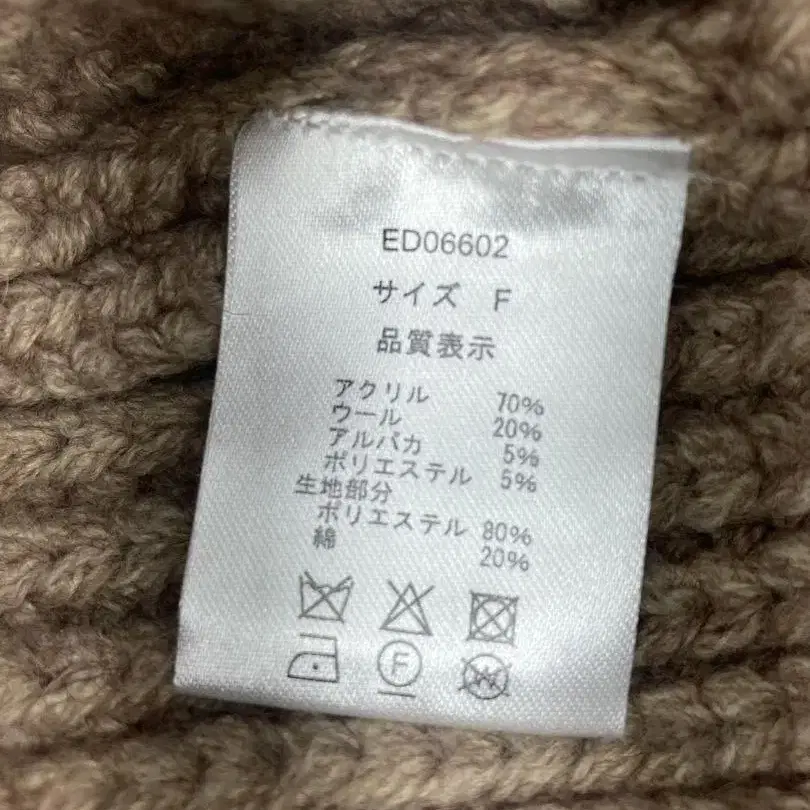 ED06602
サイズ F
品質表示
アクリル 70%
ウール 20%
アルパカ 5%
ポリエステル 5%
生地部分
ポリエステル 80%
綿 20%
F
W